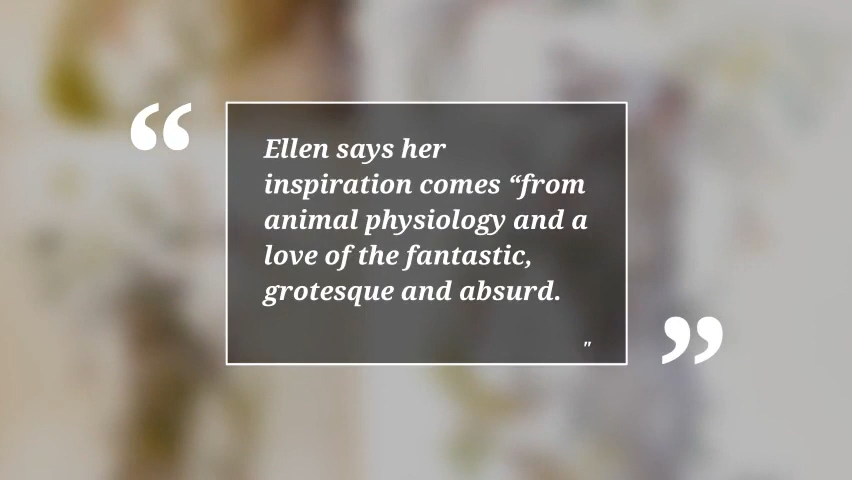 “
Ellen says her
inspiration comes “from
animal physiology and a
love of the fantastic,
grotesque and absurd.
"
”